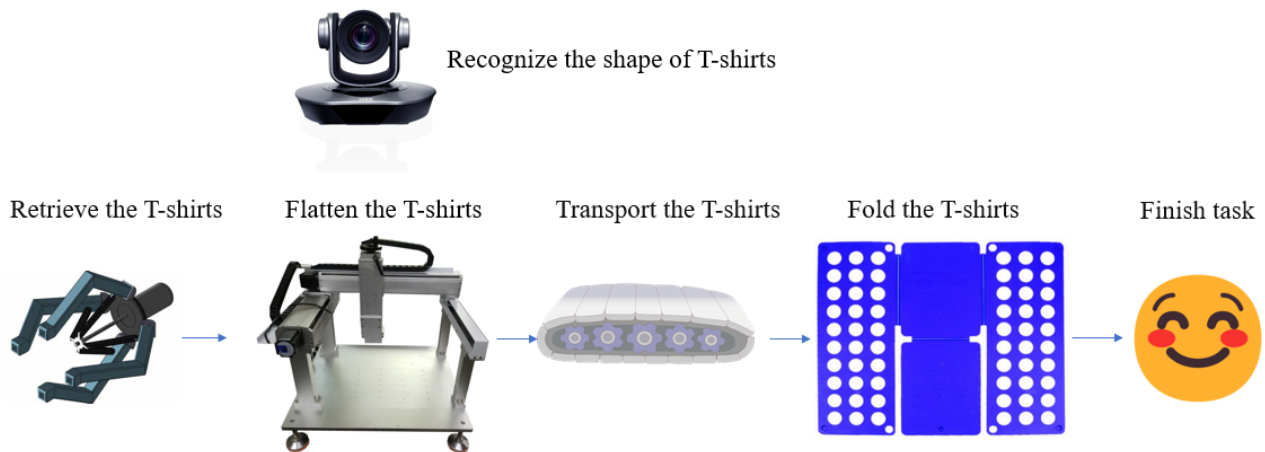 Recognize the shape of T-shirts
Retrieve the T-shirts
Flatten the T-shirts
Transport the T-shirts
Fold the T-shirts
Finish task